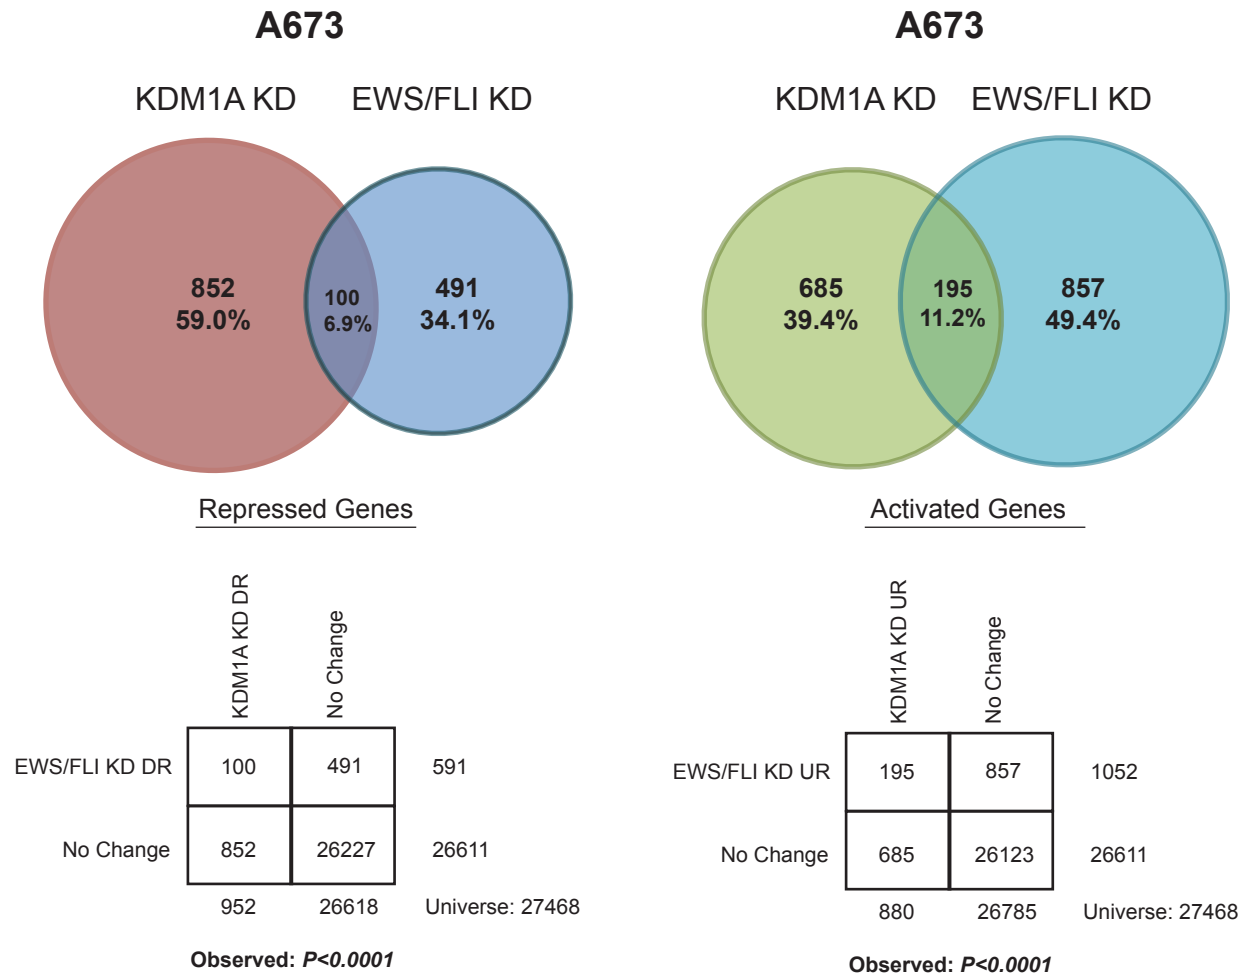 A673
KDM1A KD EWS/FLI KD
852
59.0%
100
6.9%
491
34.1%
Repressed Genes
KDM1A KD DR
No Change
EWS/FLI KD DR 100 491 591
No Change 852 26227 26611
952 26618 Universe: 27468
Observed: P<0.0001
A673
KDM1A KD EWS/FLI KD
685
39.4%
195
11.2%
857
49.4%
Activated Genes
KDM1A KD UR
No Change
EWS/FLI KD UR 195 857 1052
No Change 685 26123 26611
880 26785 Universe: 27468
Observed: P<0.0001